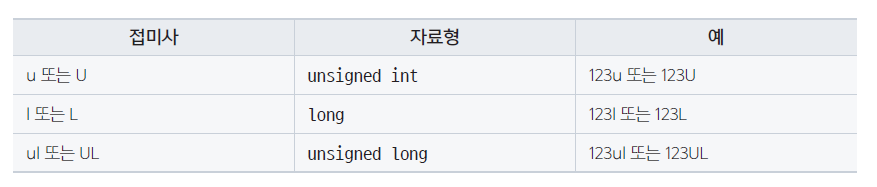 접미사 자료형 예
u 또는 U unsigned int 123u 또는 123U
l 또는 L long 123l 또는 123L
ul 또는 UL unsigned long 123ul 또는 123UL